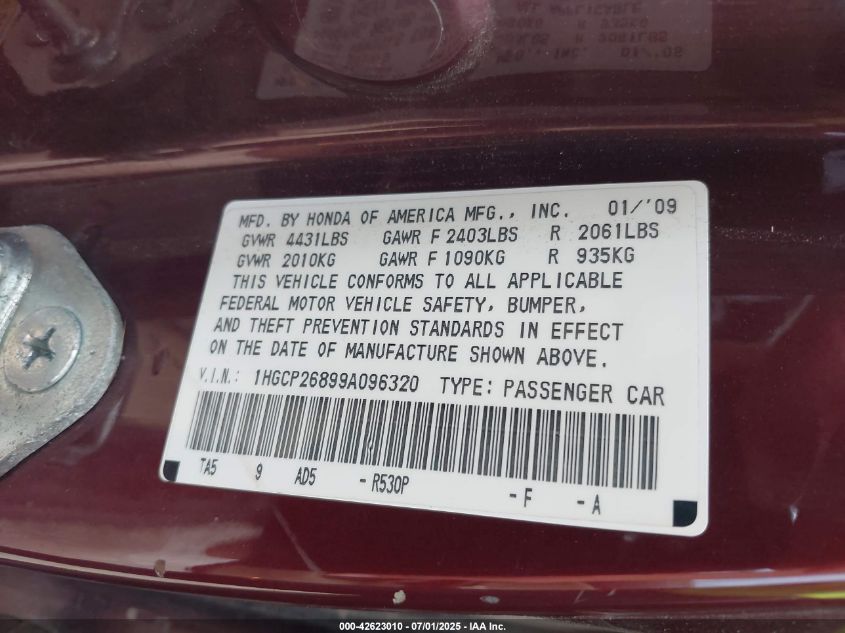 MFD. BY HONDA OF AMERICA MFG., INC. 01/'09
GVWR 4431LBS GAWR F 2403LBS R 2061LBS
GVWR 2010KG GAWR F 1090KG R 935KG
THIS VEHICLE CONFORMS TO ALL APPLICABLE
FEDERAL MOTOR VEHICLE SAFETY, BUMPER,
AND THEFT PREVENTION STANDARDS IN EFFECT
ON THE DATE OF MANUFACTURE SHOWN ABOVE.
V.I.N.: 1HGCP26899A096320 TYPE: PASSENGER CAR
TA5 9 AD5 - R530P - F - A
000-42623010 - 07/01/2025 - IAA Inc.